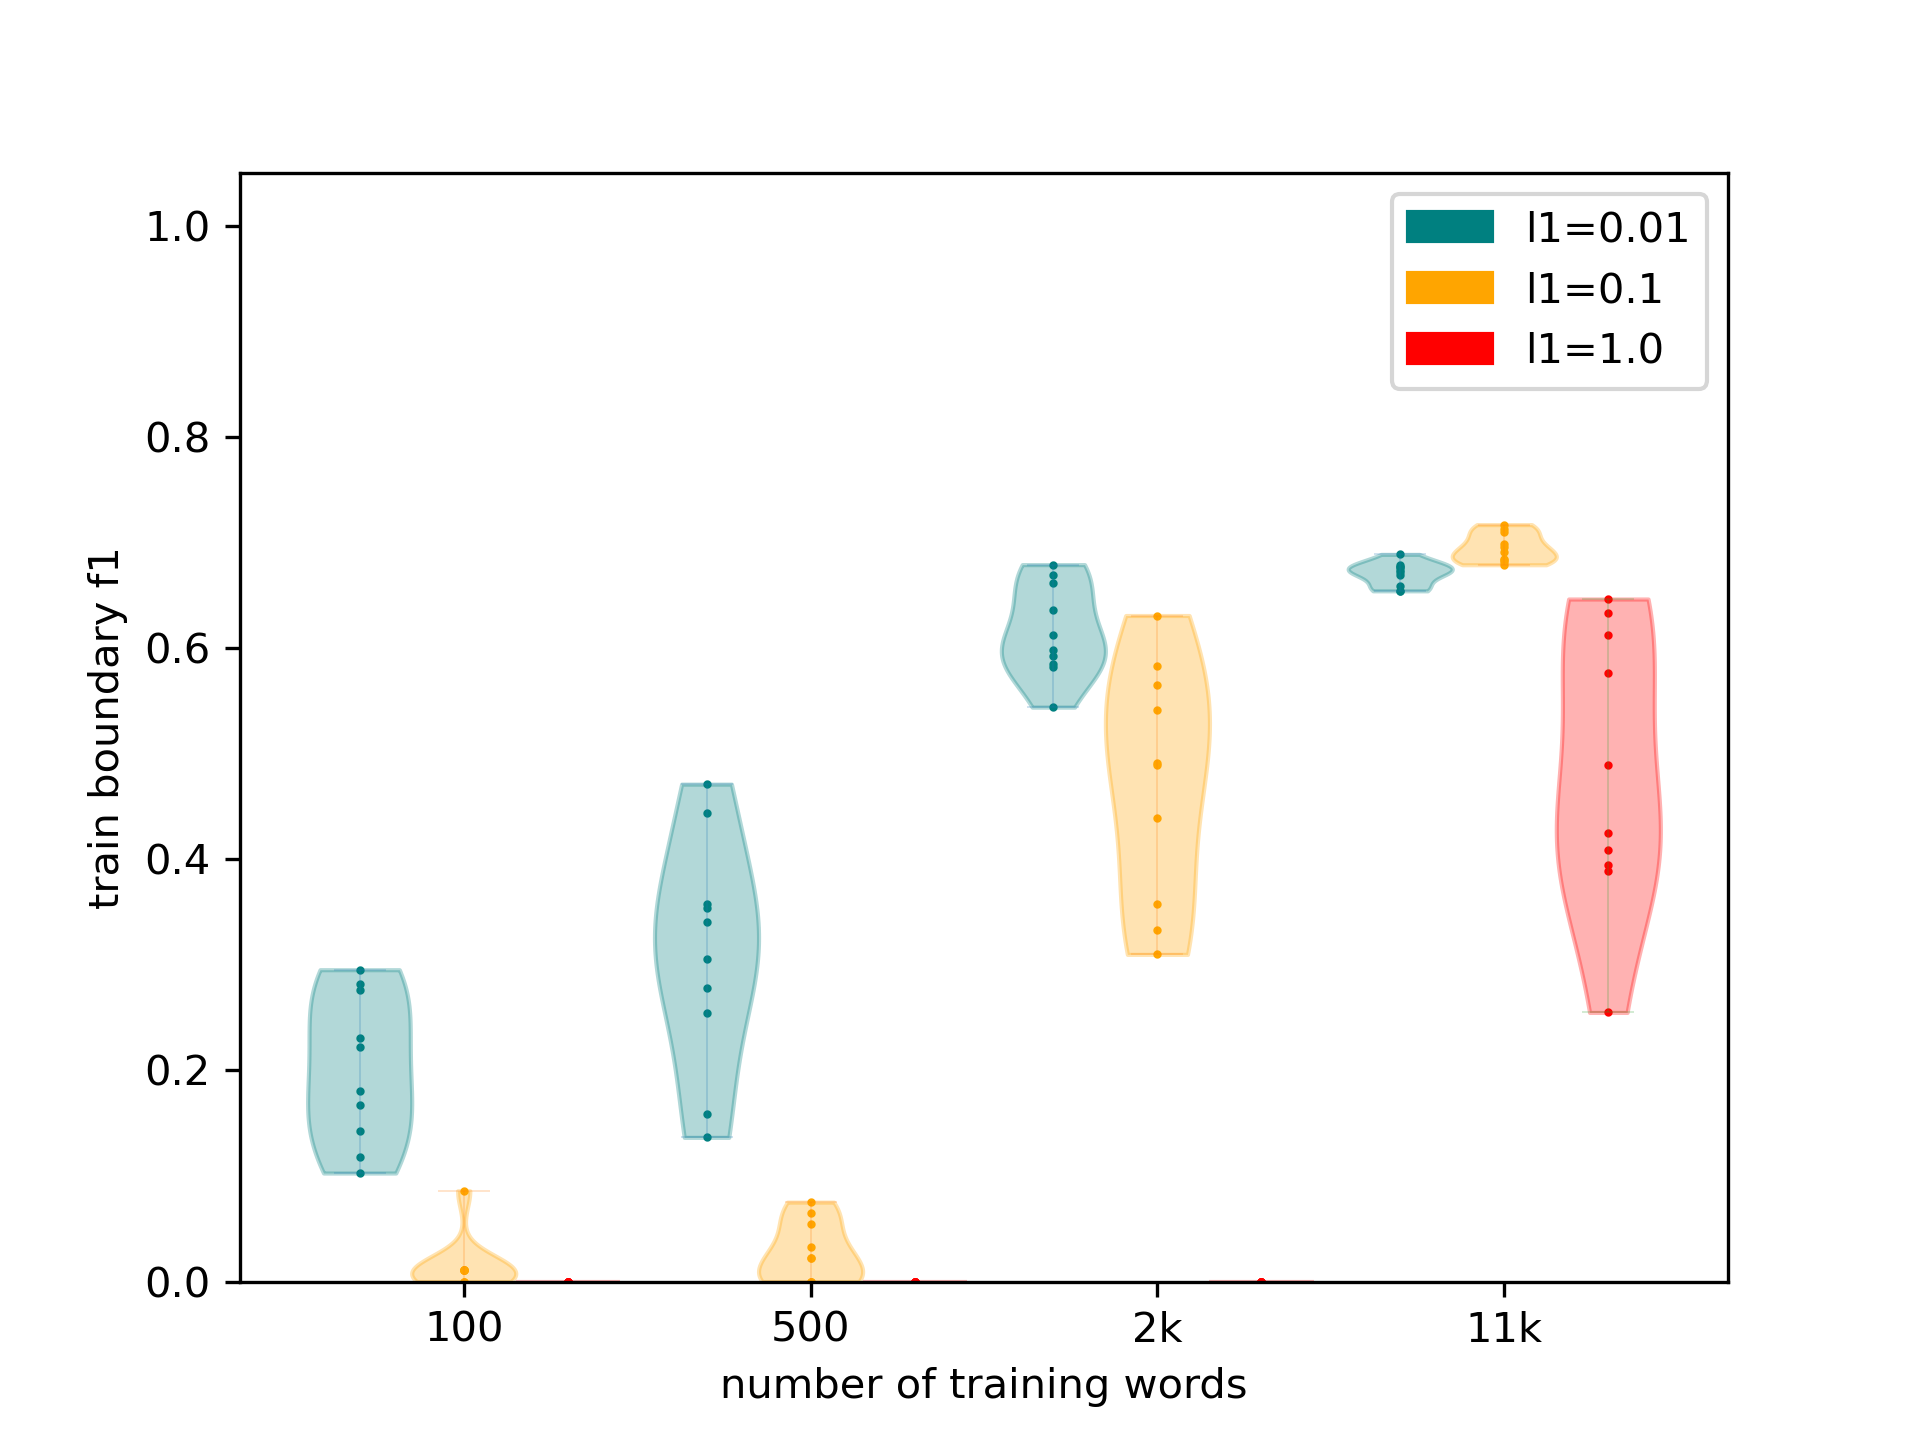 l1=0.01
l1=0.1
l1=1.0
1.0
0.8
0.6
0.4
0.2
0.0
train boundary f1
100 500 2k 11k
number of training words